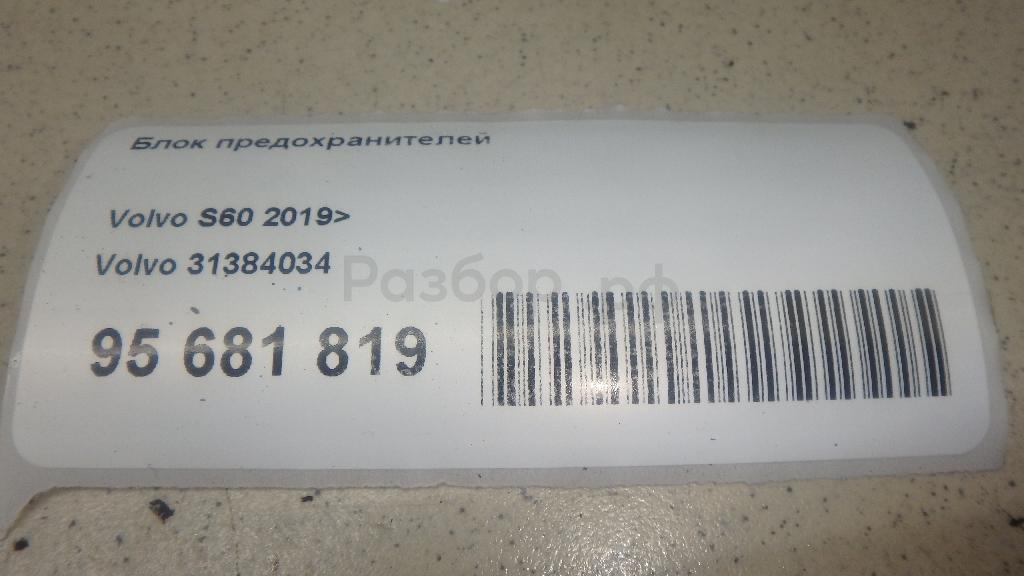 Блок предохранителей
Volvo S60 2019>
Volvo 31384034
Разбор.рф
95 681 819